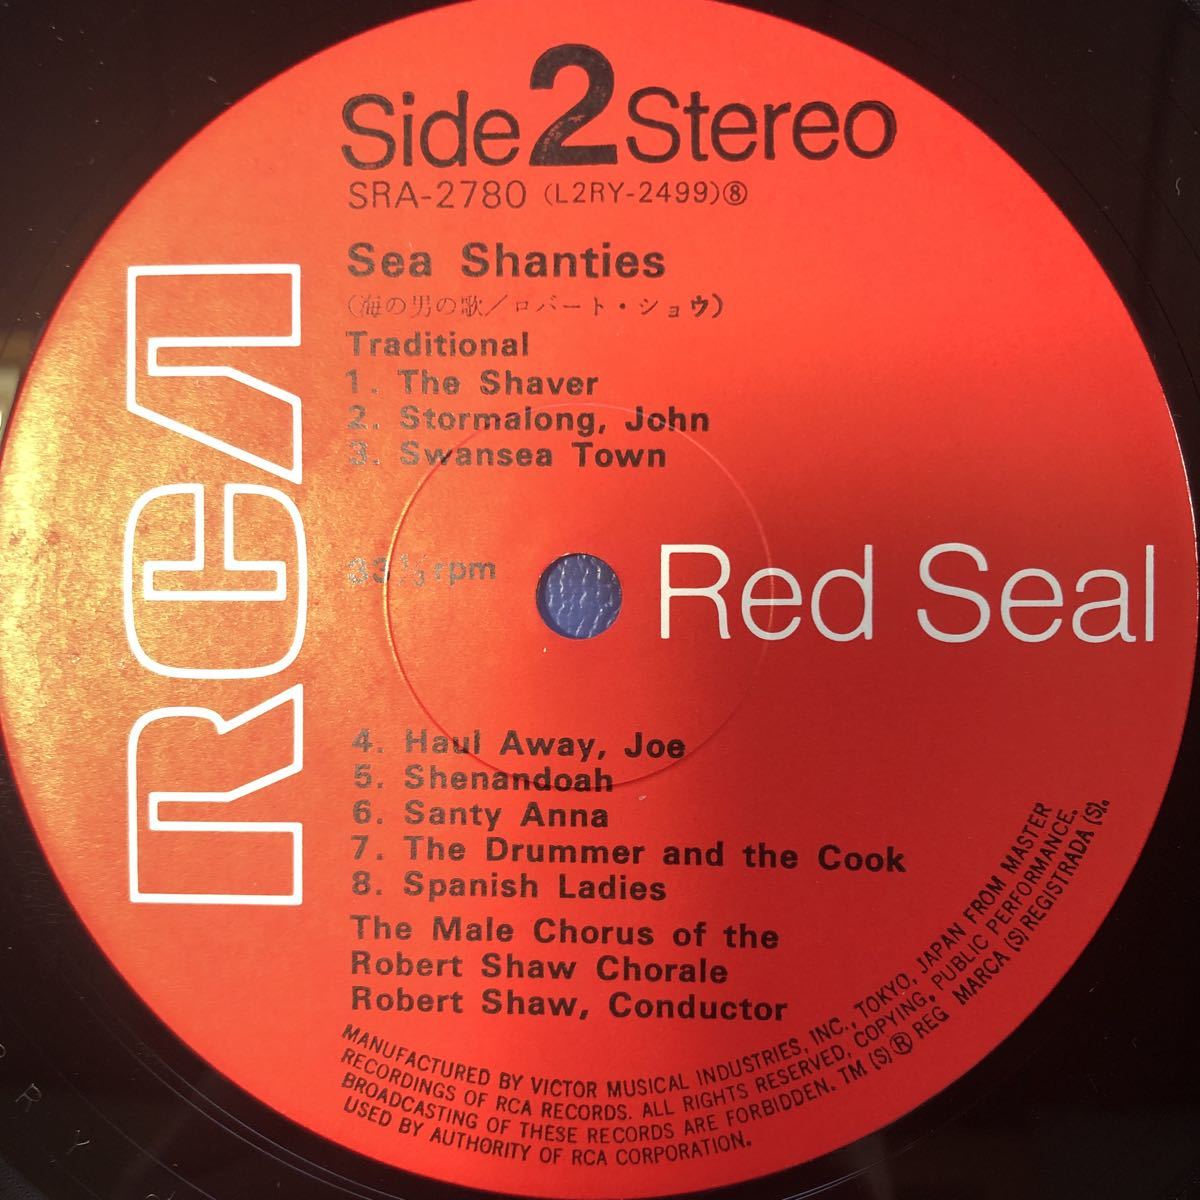 Side 2 Stereo
SRA-2780 (L2RY-2499)⑧
Sea Shanties
(海の男の歌/ロバート・ショウ)
Traditional
1. The Shaver
2. Stormalong, John
3. Swansea Town
33 1/3 rpm
RCA
Red Seal
4. Haul Away, Joe
5. Shenandoah
6. Santy Anna
7. The Drummer and the Cook
8. Spanish Ladies
The Male Chorus of the
Robert Shaw Chorale
Robert Shaw, Conductor
MANUFACTURED BY VICTOR MUSICAL INDUSTRIES, INC., TOKYO, JAPAN FROM MASTER
RECORDINGS OF RCA RECORDS. ALL RIGHTS RESERVED, COPYING, PUBLIC PERFORMANCE.
BROADCASTING OF THESE RECORDS ARE FORBIDDEN. TM (S) ® REG MARCA (S) REGISTRADA (S).
USED BY AUTHORITY OF RCA CORPORATION.